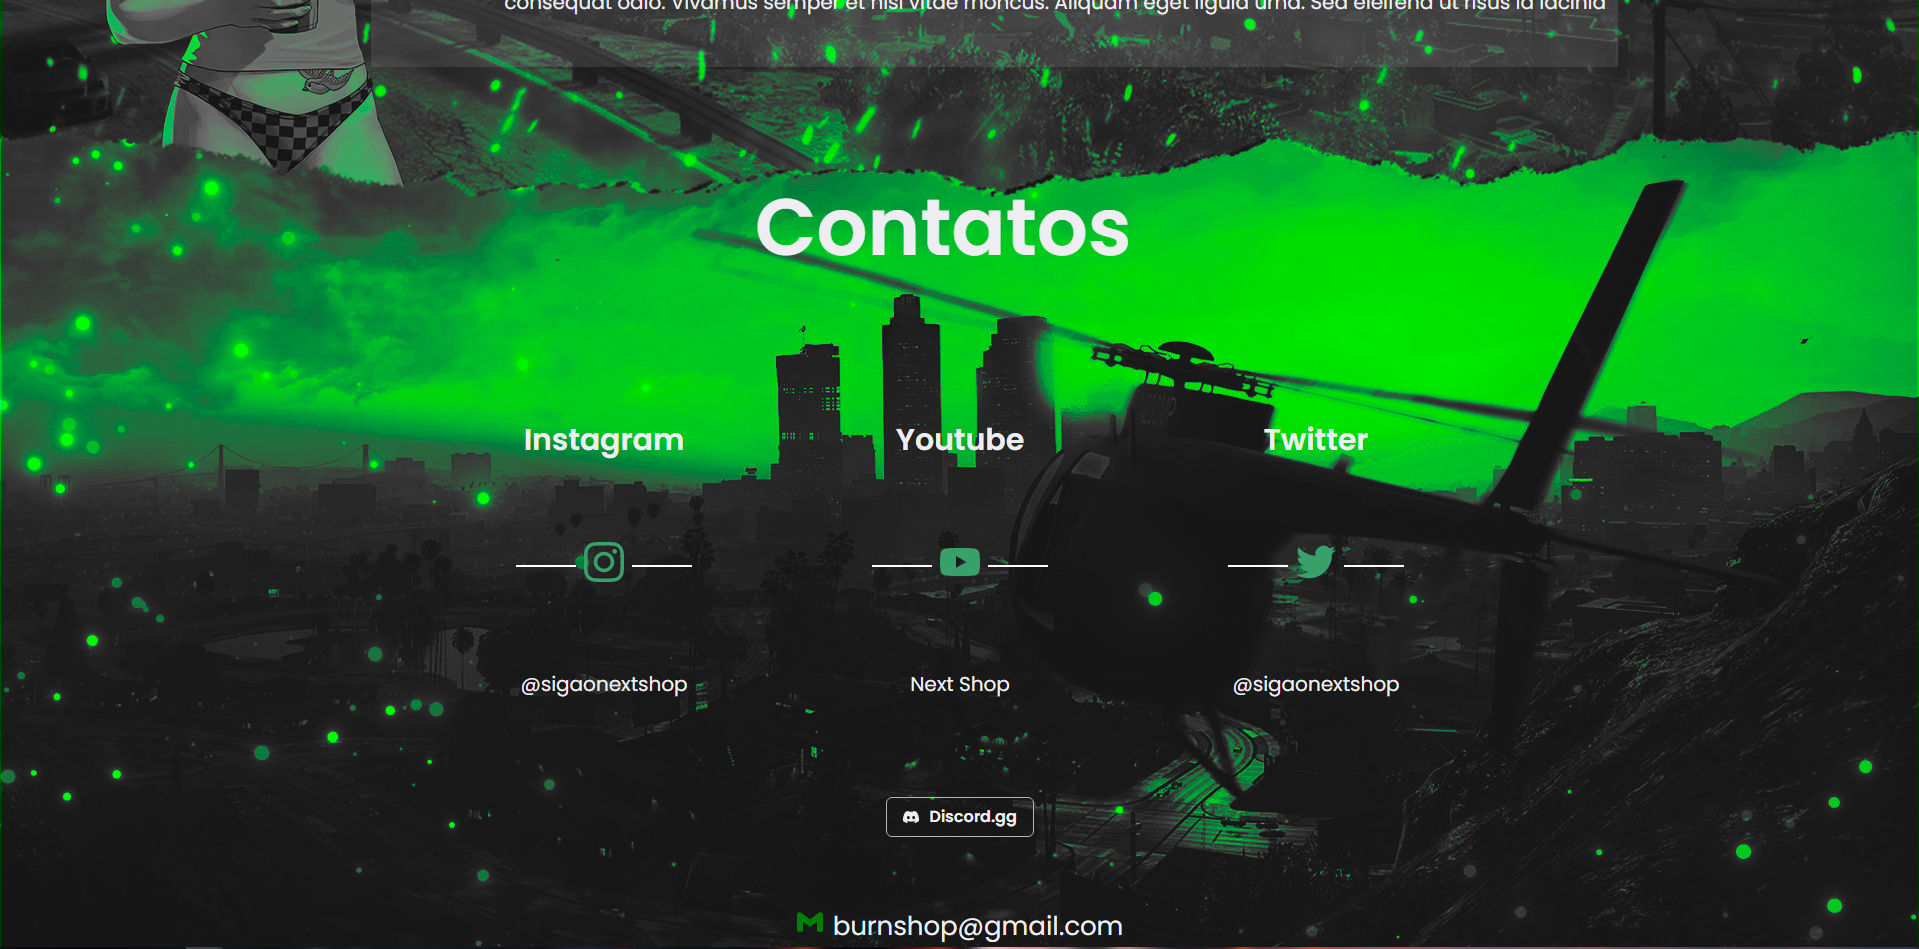 consequat odio. Vivamus semper et nisl vitae rhoncus. Aliquam eget ligula urna. Sed eleifend ut risus id lacinia
Contatos
Instagram Youtube Twitter
@sigaonextshop Next Shop @sigaonextshop
Discord.gg
burnshop@gmail.com